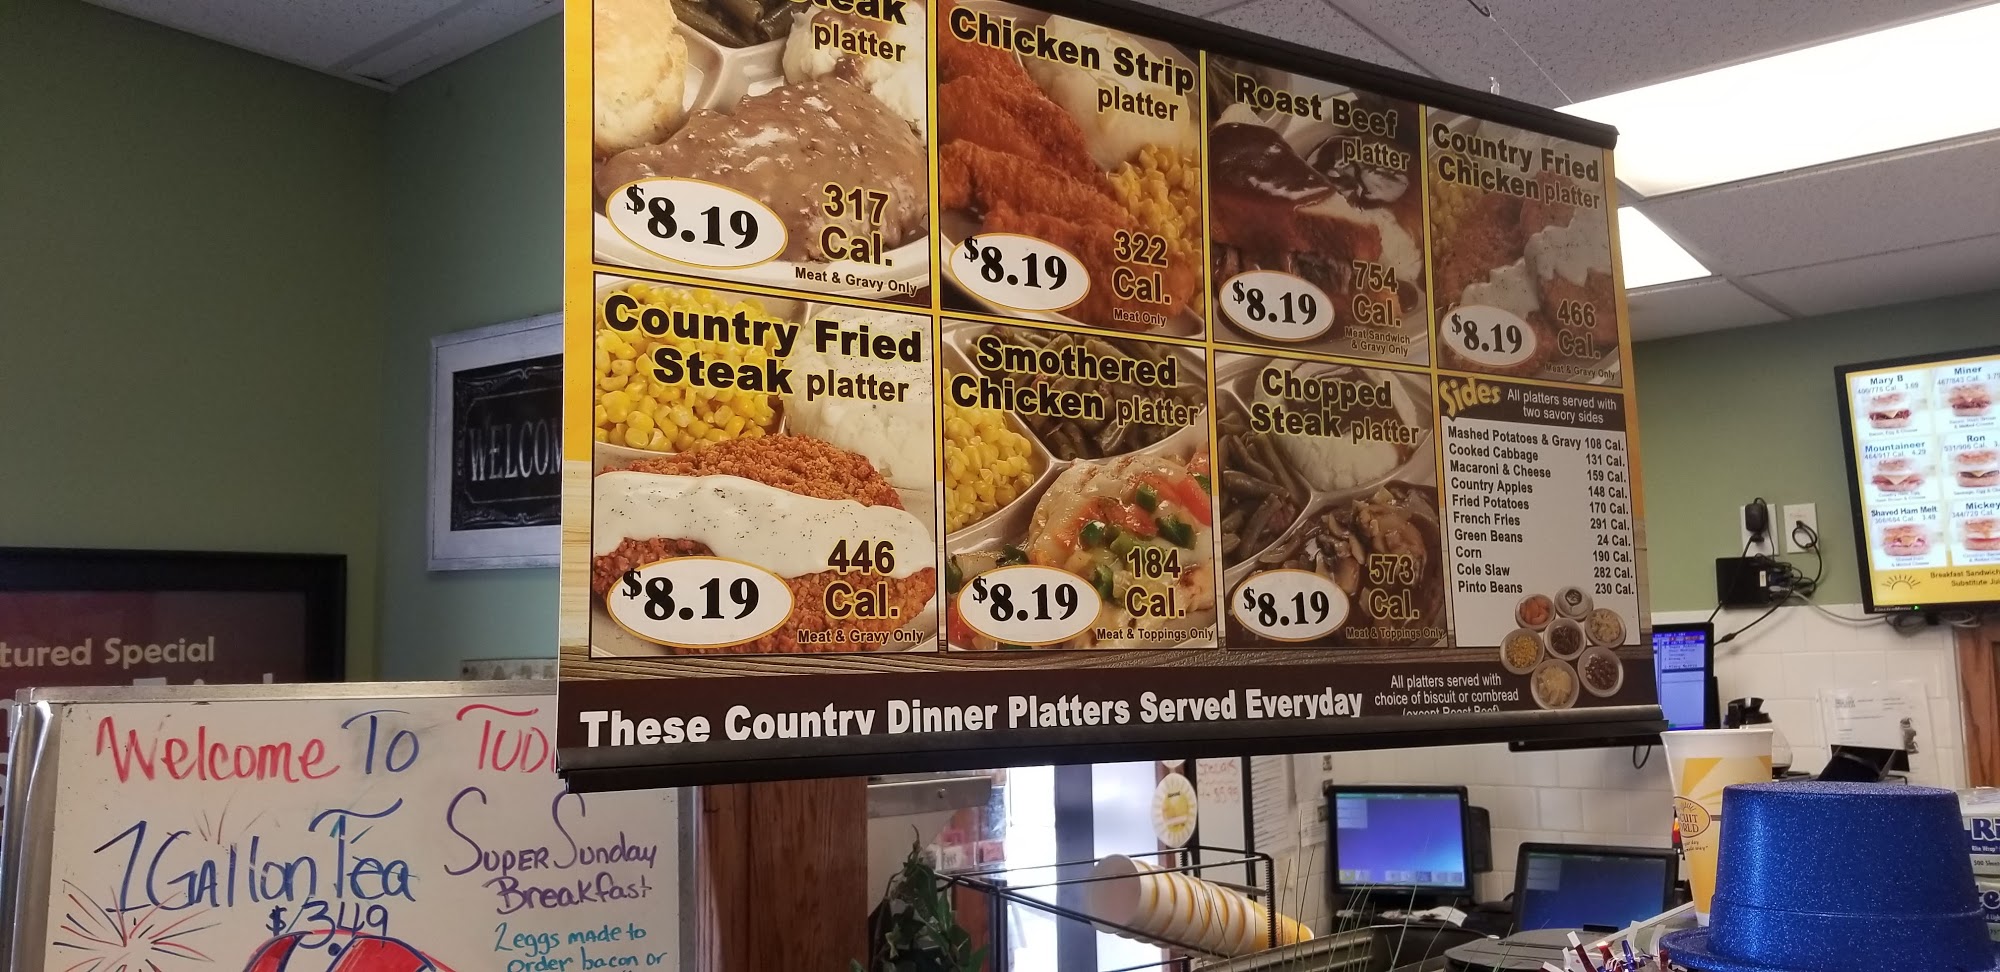 Steak
platter
$8.19
317
Cal.
Meat & Gravy Only
Chicken Strip
platter
$8.19
322
Cal.
Meat Only
Roast Beef
platter
$8.19
754
Cal.
Meat Sandwich
& Gravy Only
Country Fried
Chicken platter
$8.19
466
Cal.
Meat & Gravy Only
Country Fried
Steak platter
$8.19
446
Cal.
Meat & Gravy Only
Smothered
Chicken platter
$8.19
184
Cal.
Meat & Toppings Only
Chopped
Steak platter
$8.19
573
Cal.
Meat & Toppings Only
Sides All platters served with
two savory sides
Mashed Potatoes & Gravy 108 Cal.
Cooked Cabbage 131 Cal.
Macaroni & Cheese 159 Cal.
Country Apples 148 Cal.
Fried Potatoes 170 Cal.
French Fries 291 Cal.
Green Beans 24 Cal.
Corn 190 Cal.
Cole Slaw 282 Cal.
Pinto Beans 230 Cal.
These Country Dinner Platters Served Everyday
All platters served with
choice of biscuit or cornbread
(except Roast Beef)
WELCOM
tured Special
Welcome To TUD
1 Gallon Tea
$3.49
Super Sunday
Breakfast
2 eggs made to
order bacon or
Mary B
Miner
Mountaineer
Ron
Shaved Ham Melt
Mickey
Breakfast Sandwich
Substitute